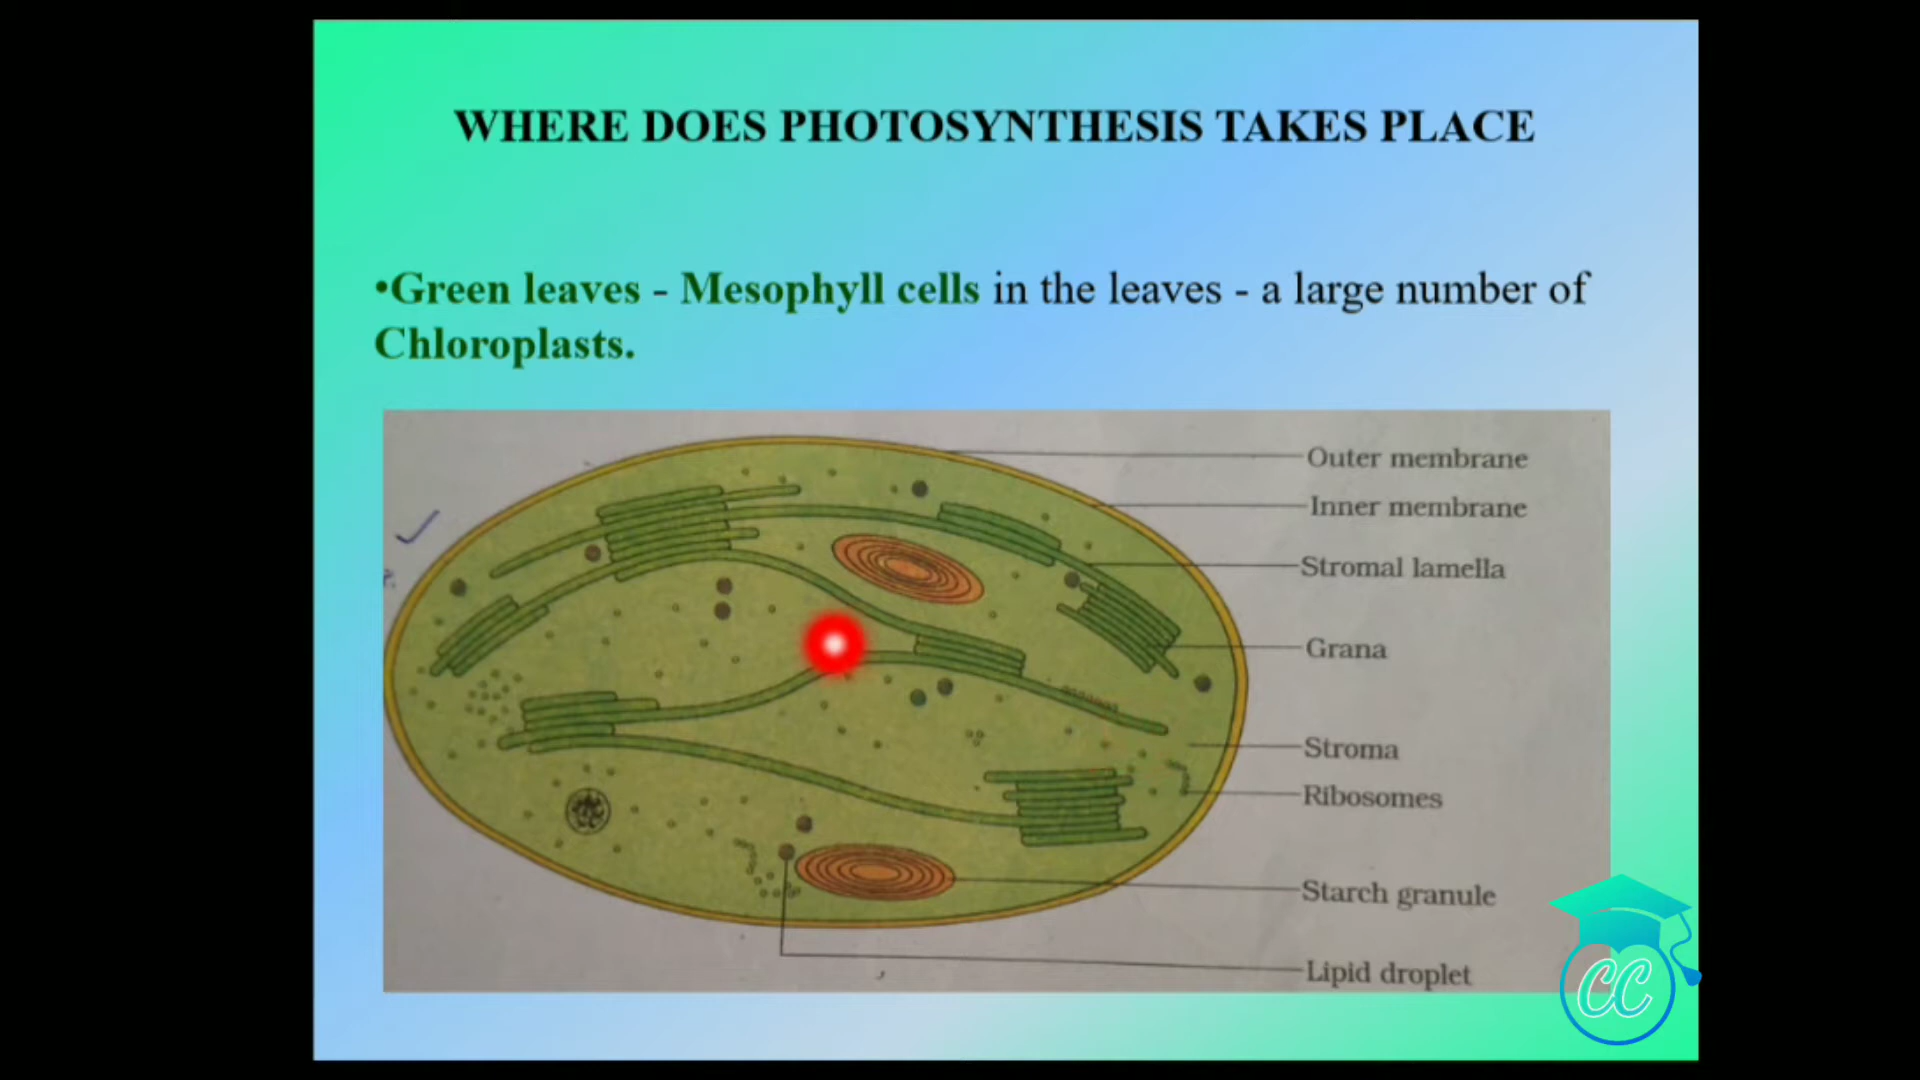 WHERE DOES PHOTOSYNTHESIS TAKES PLACE
•Green leaves - Mesophyll cells in the leaves - a large number of
Chloroplasts.
Outer membrane
Inner membrane
Stromal lamella
Grana
Stroma
Ribosomes
Starch granule
Lipid droplet
CC